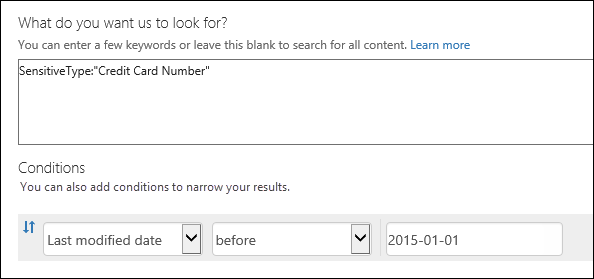 What do you want us to look for?
You can enter a few keywords or leave this blank to search for all content. Learn more
SensitiveType:"Credit Card Number"
Conditions
You can also add conditions to narrow your results.
Last modified date before 2015-01-01